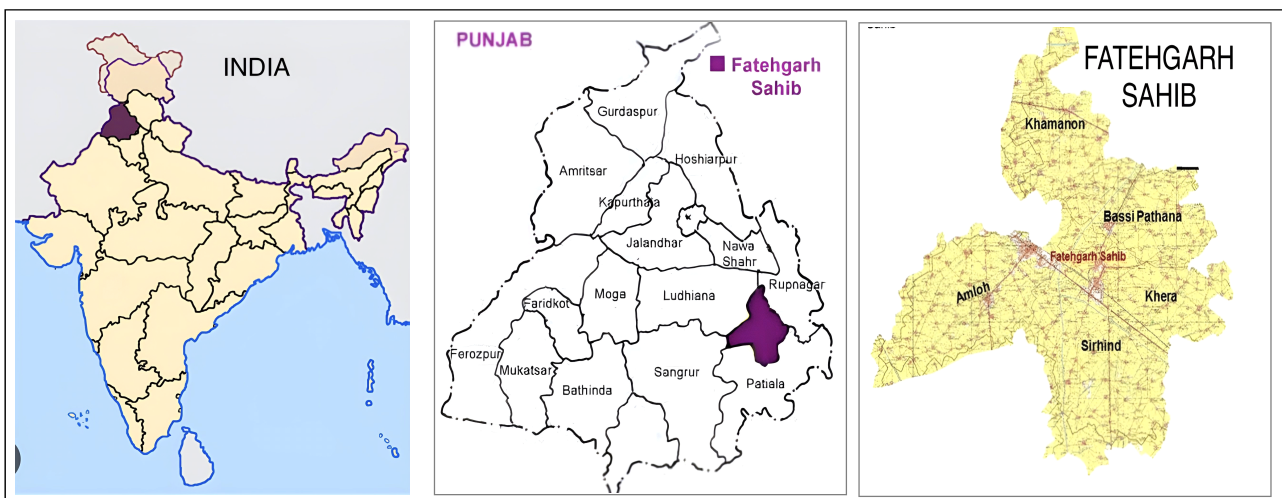 INDIA
PUNJAB
Fatehgarh
Sahib
Gurdaspur
Hoshiarpur
Amritsar
Kapurthala
Jalandhar
Nawa
Shahr
Rupnagar
Moga
Ludhiana
Faridkot
Ferozpur
Mukatsar
Bathinda
Sangrur
Patiala
FATEHGARH
SAHIB
Khamanon
Bassi Pathana
Fatehgarh Sahib
Amloh
Khera
Sirhind